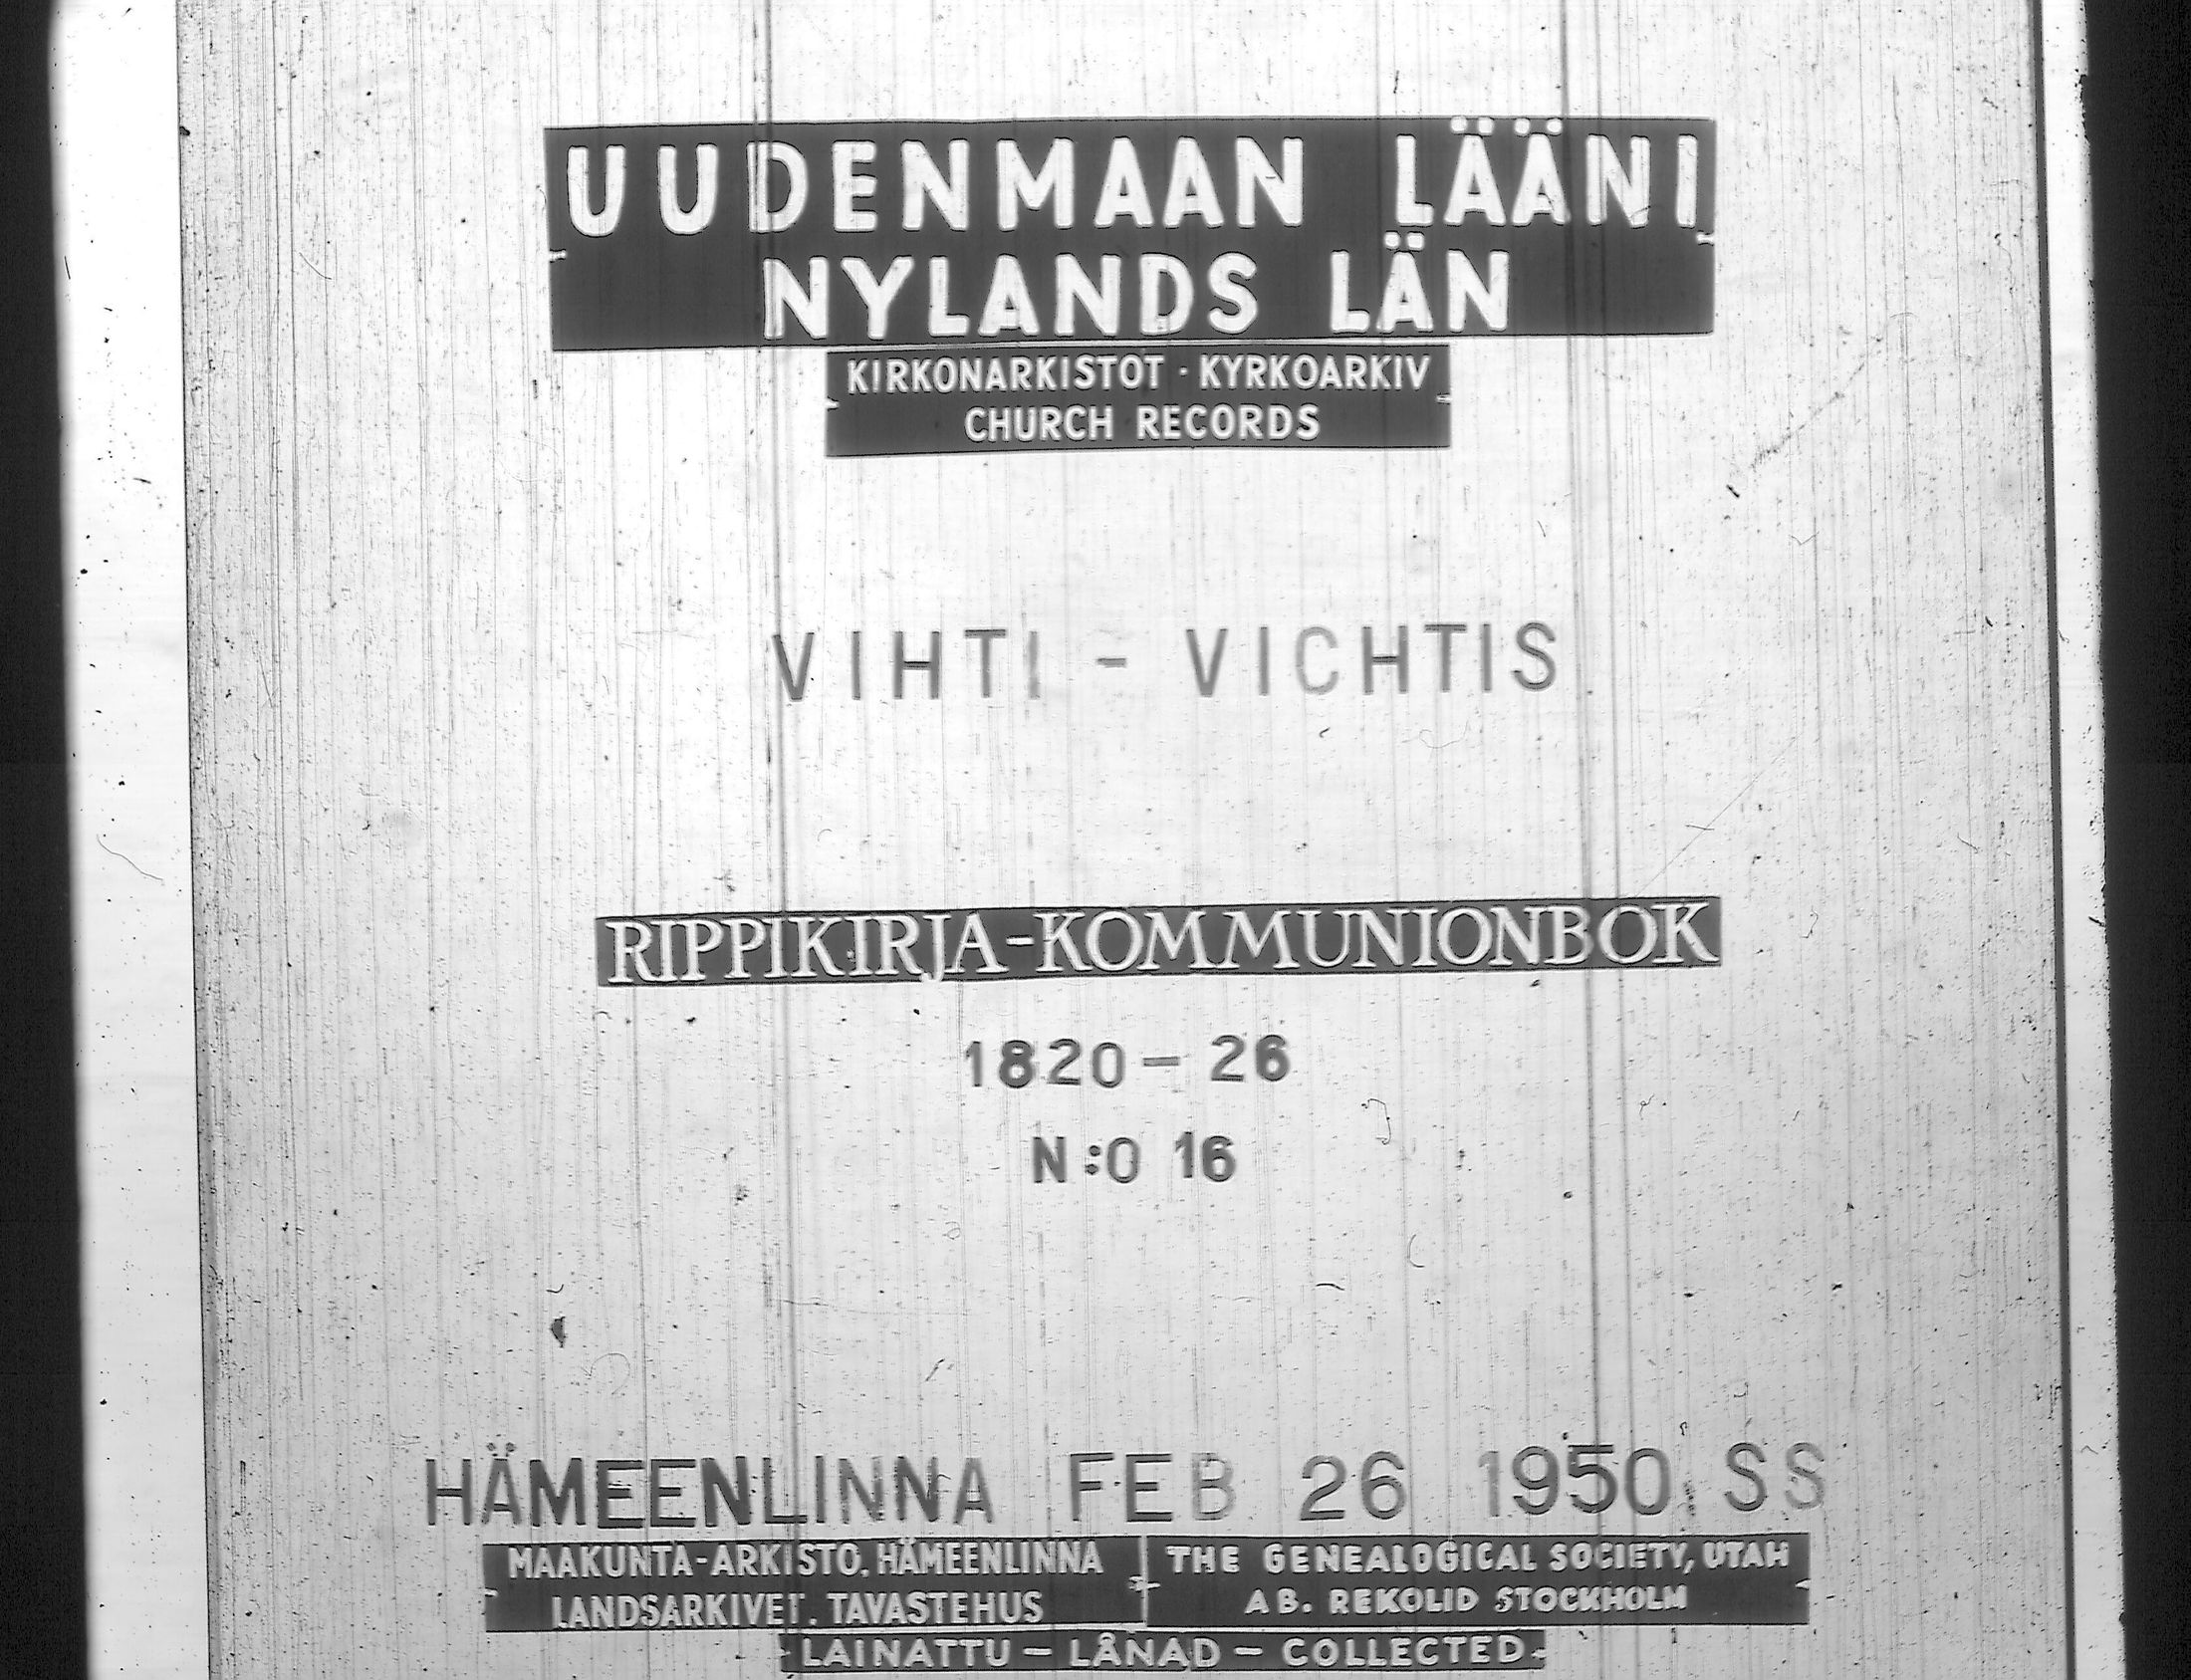 UUDENMAAN LÄÄNI
NYLANDS LÄN
KIRKONARKISTOT · KYRKOARKIV
CHURCH RECORDS
VIHTI - VICHTIS
RIPPIKIRJA-KOMMUNIONBOK
1820 - 26
N:O 16
HÄMEENLINNA FEB 26 1950 SS
MAAKUNTA-ARKISTO, HÄMEENLINNA
LANDSARKIVET, TAVASTEHUS
THE GENEALOGICAL SOCIETY, UTAH
AB. REKOLID STOCKHOLM
LAINATTU - LÅNAD - COLLECTED